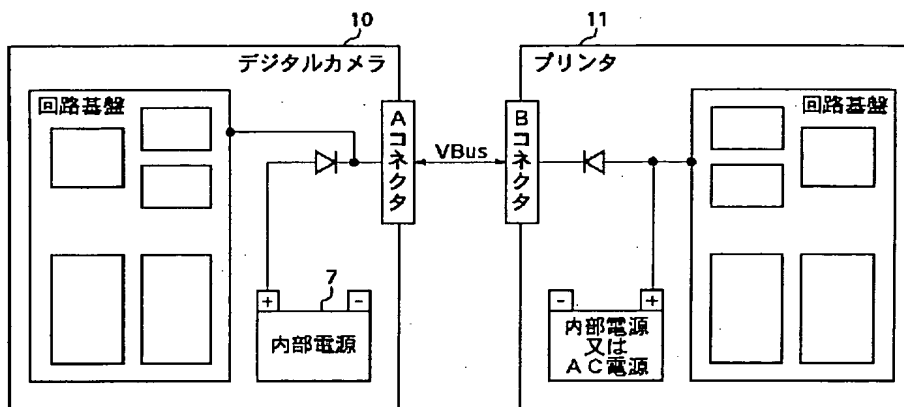 10
デジタルカメラ
回路基盤
Aコネクタ
VBus
7
+
-
内部電源
11
プリンタ
Bコネクタ
回路基盤
-
+
内部電源
又は
AC電源